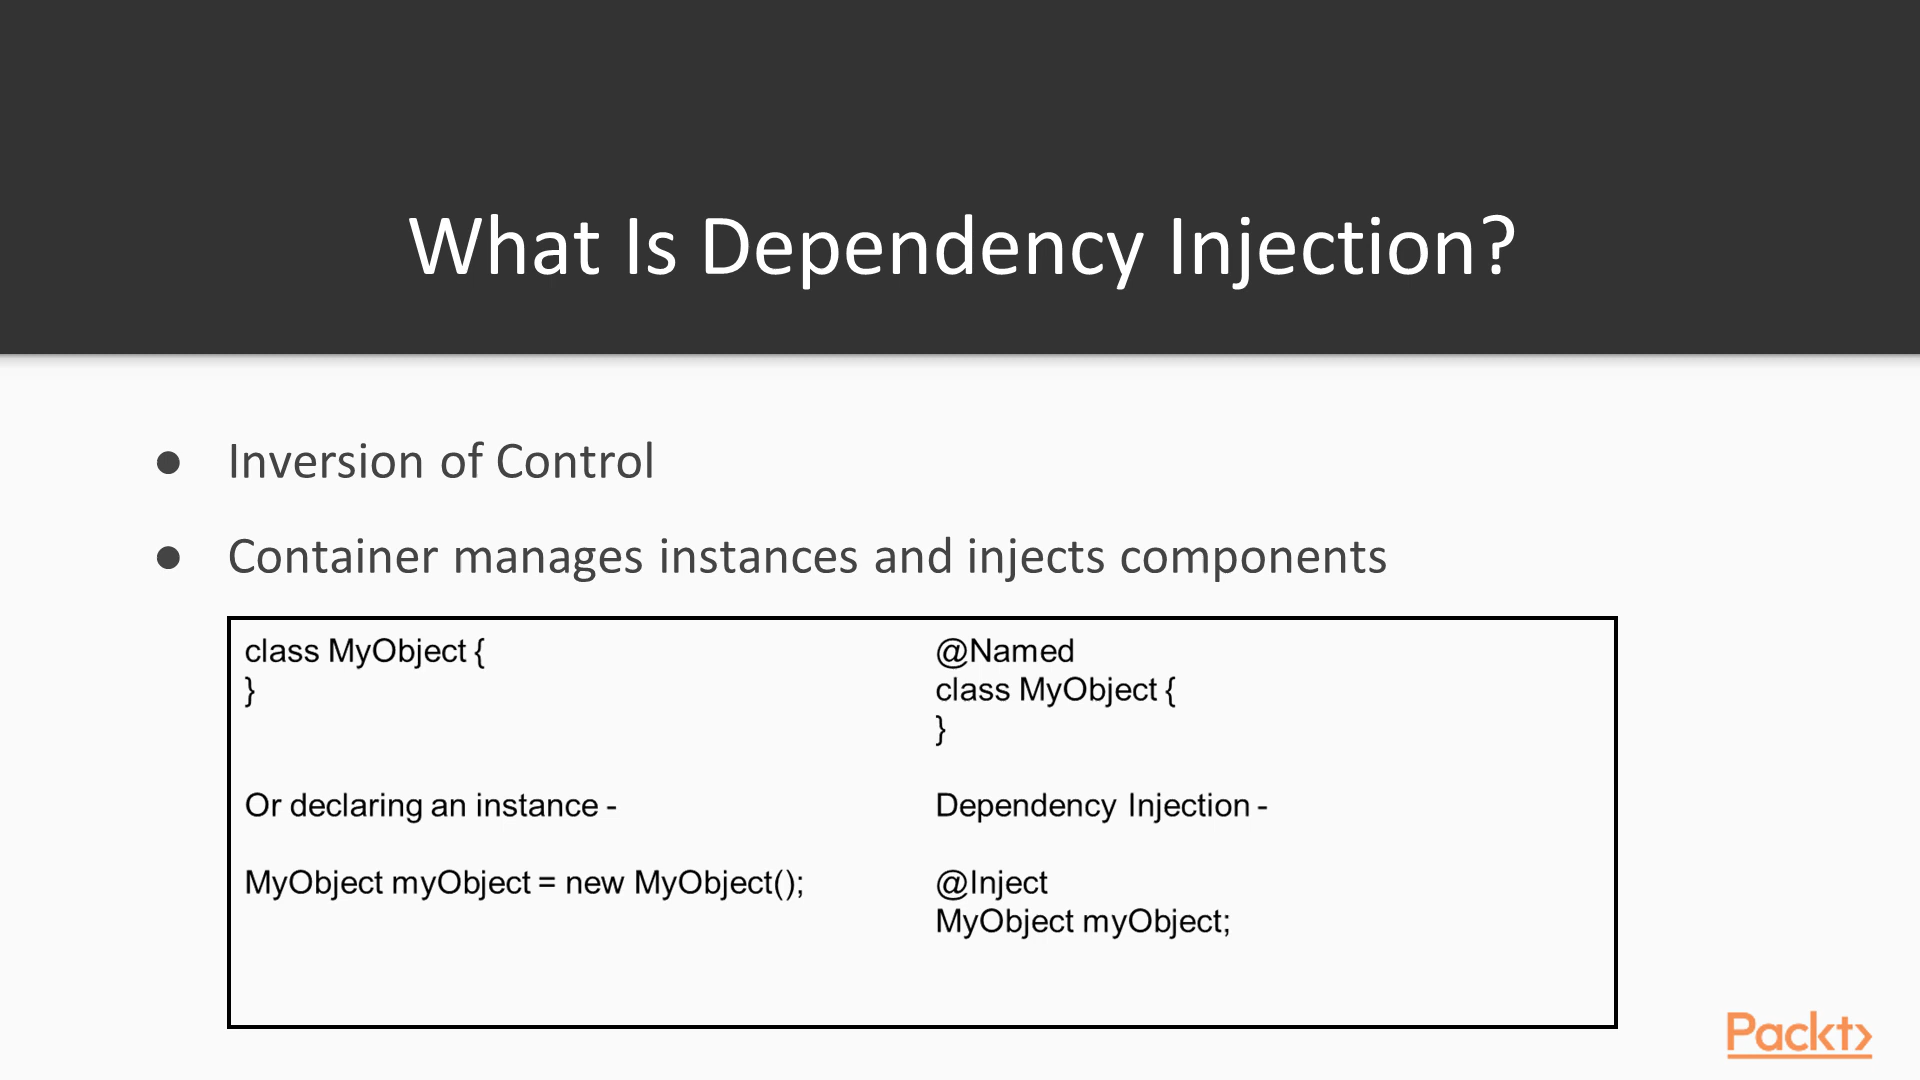 What Is Dependency Injection?
● Inversion of Control
● Container manages instances and injects components
class MyObject {
}
Or declaring an instance -
MyObject myObject = new MyObject();
@Named
class MyObject {
}
Dependency Injection -
@Inject
MyObject myObject;
Packt>